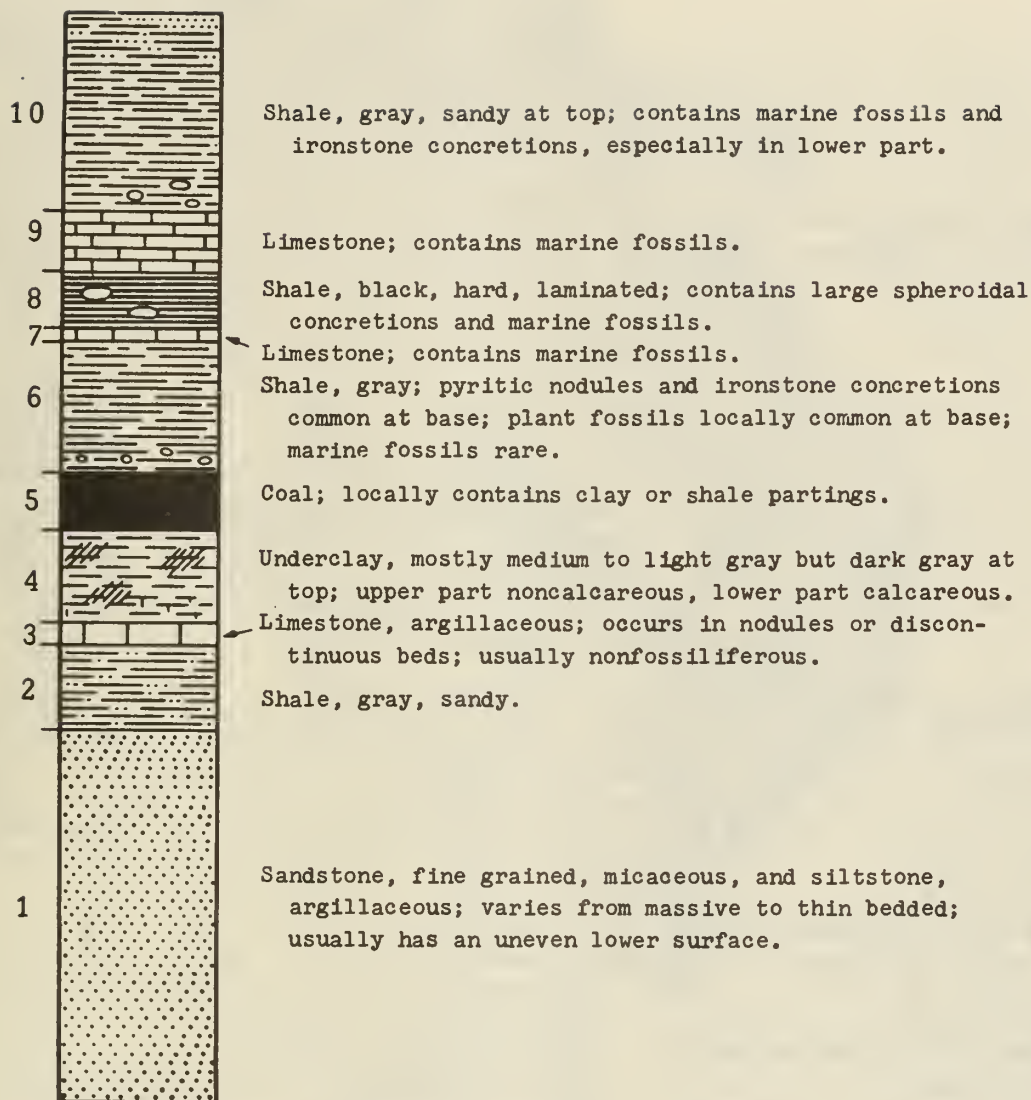 10
Shale, gray, sandy at top; contains marine fossils and
ironstone concretions, especially in lower part.
9
Limestone; contains marine fossils.
8
Shale, black, hard, laminated; contains large spheroidal
concretions and marine fossils.
7
Limestone; contains marine fossils.
6
Shale, gray; pyritic nodules and ironstone concretions
common at base; plant fossils locally common at base;
marine fossils rare.
5
Coal; locally contains clay or shale partings.
4
Underclay, mostly medium to light gray but dark gray at
top; upper part noncalcareous, lower part calcareous.
3
Limestone, argillaceous; occurs in nodules or discon-
tinuous beds; usually nonfossiliferous.
2
Shale, gray, sandy.
1
Sandstone, fine grained, micaceous, and siltstone,
argillaceous; varies from massive to thin bedded;
usually has an uneven lower surface.